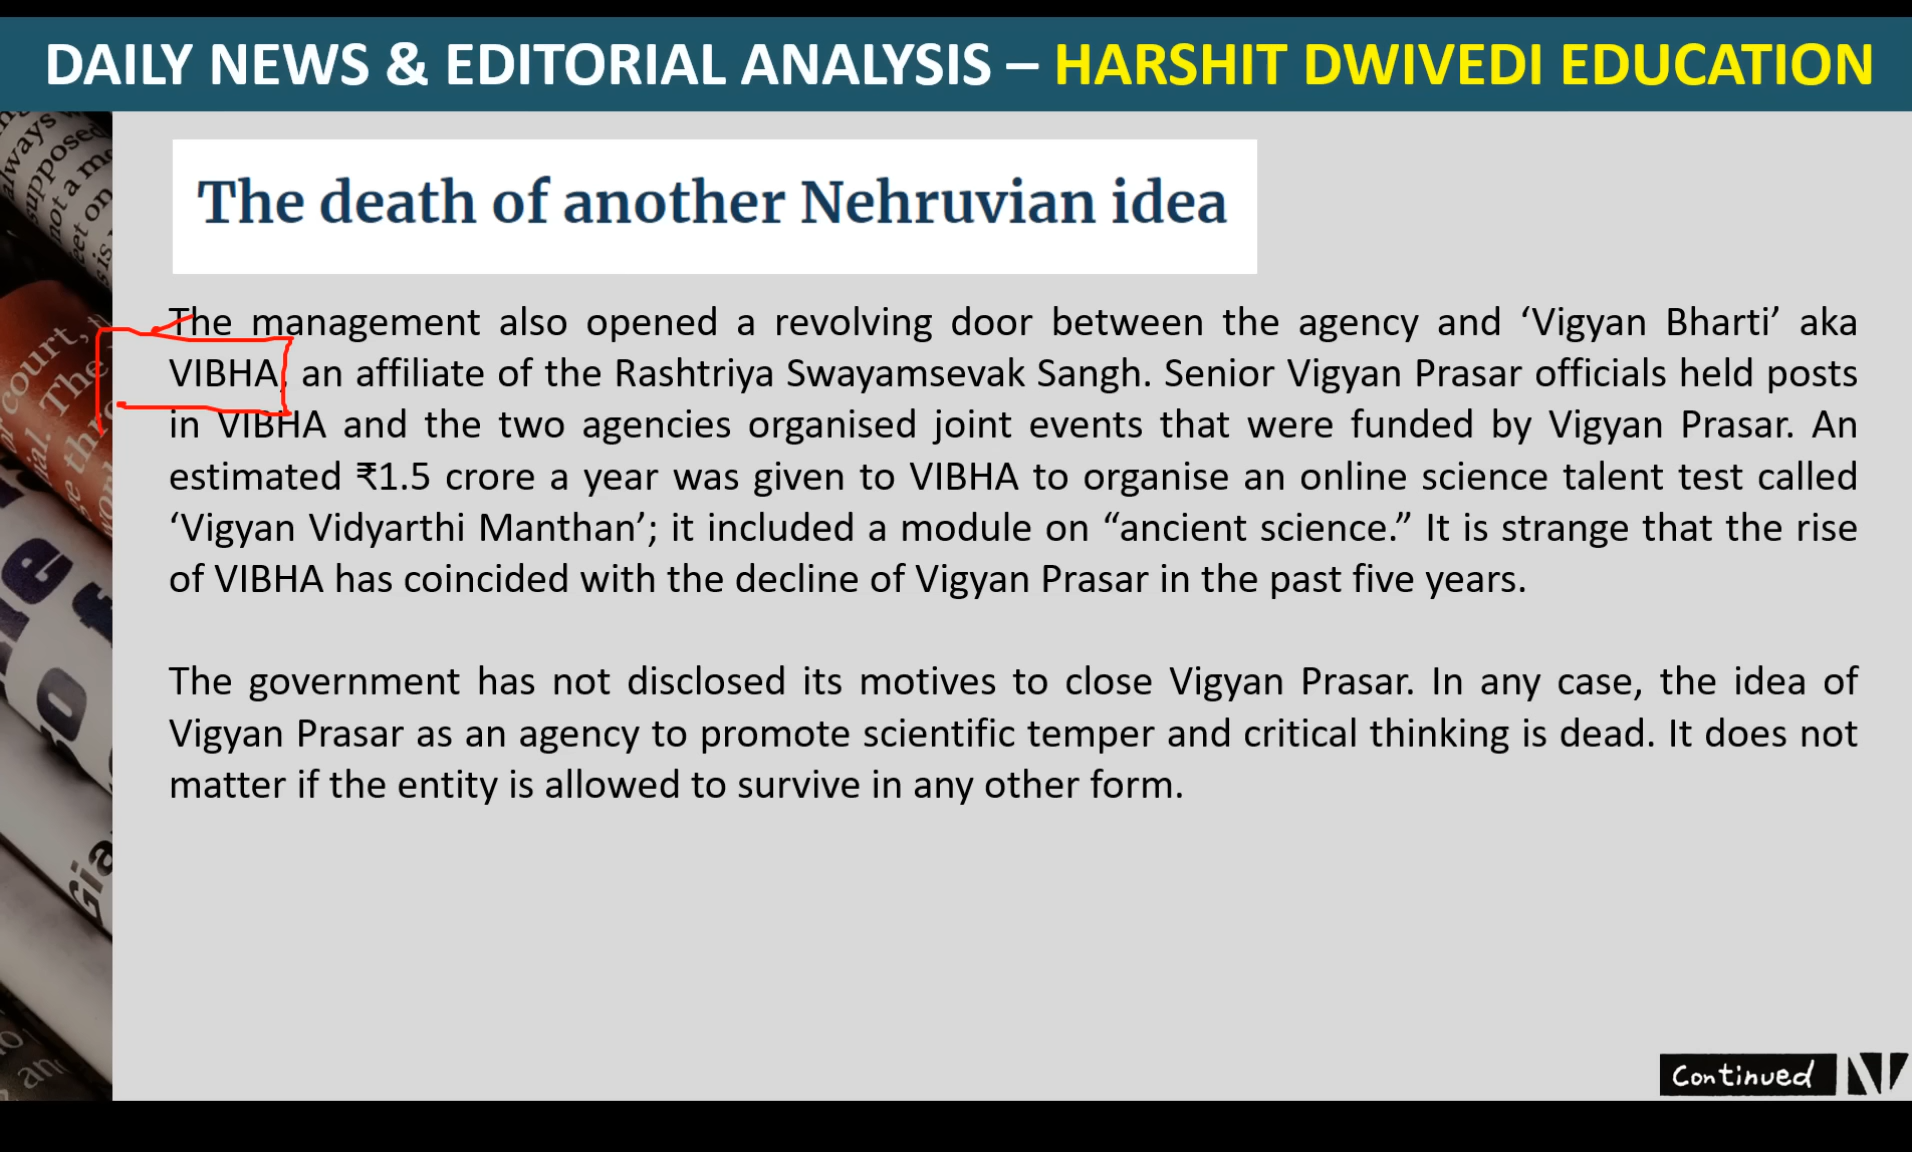 DAILY NEWS & EDITORIAL ANALYSIS – HARSHIT DWIVEDI EDUCATION
The death of another Nehruvian idea
The management also opened a revolving door between the agency and ‘Vigyan Bharti’ aka
VIBHA, an affiliate of the Rashtriya Swayamsevak Sangh. Senior Vigyan Prasar officials held posts
in VIBHA and the two agencies organised joint events that were funded by Vigyan Prasar. An
estimated ₹1.5 crore a year was given to VIBHA to organise an online science talent test called
‘Vigyan Vidyarthi Manthan’; it included a module on “ancient science.” It is strange that the rise
of VIBHA has coincided with the decline of Vigyan Prasar in the past five years.
The government has not disclosed its motives to close Vigyan Prasar. In any case, the idea of
Vigyan Prasar as an agency to promote scientific temper and critical thinking is dead. It does not
matter if the entity is allowed to survive in any other form.
Continued